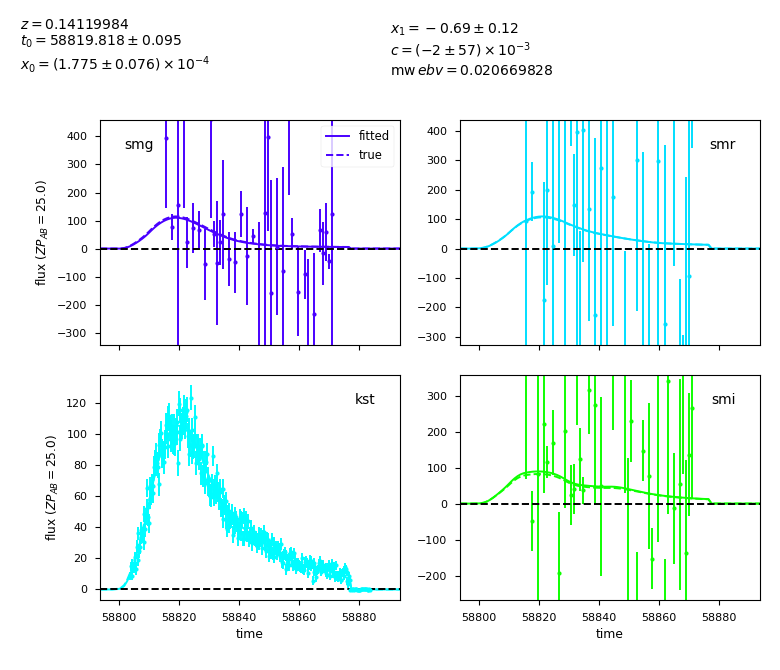 z = 0.14119984
t₀ = 58819.818 ± 0.095
x₀ = (1.775 ± 0.076) × 10⁻⁴
x₁ = −0.69 ± 0.12
c = (−2 ± 57) × 10⁻³
mw ebv = 0.020669828
smg
fitted
true
400
300
200
100
0
−100
−200
−300
flux (ZP_AB = 25.0)
smr
400
300
200
100
0
−100
−200
−300
kst
120
100
80
60
40
20
0
flux (ZP_AB = 25.0)
58800 58820 58840 58860 58880
time
smi
300
200
100
0
−100
−200
58800 58820 58840 58860 58880
time